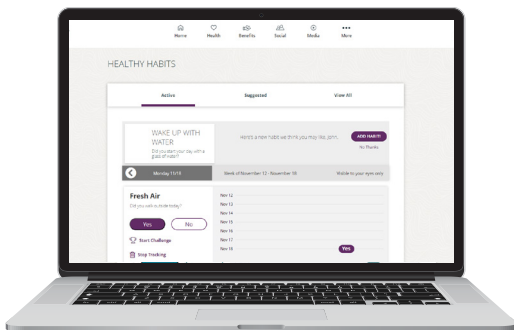 Home Health Benefits Social Media More
HEALTHY HABITS
Active Suggested View All
WAKE UP WITH
WATER
Did you start your day with a
glass of water?
Here's a new habit we think you may like, John.
ADD HABIT!
No Thanks
Monday 11/19 Week of November 12 - November 18 Visible to your eyes only
Fresh Air
Did you walk outside today?
Yes No
Start Challenge
Stop Tracking
Nov 12
Nov 13
Nov 14
Nov 15
Nov 16
Nov 17
Nov 18 Yes